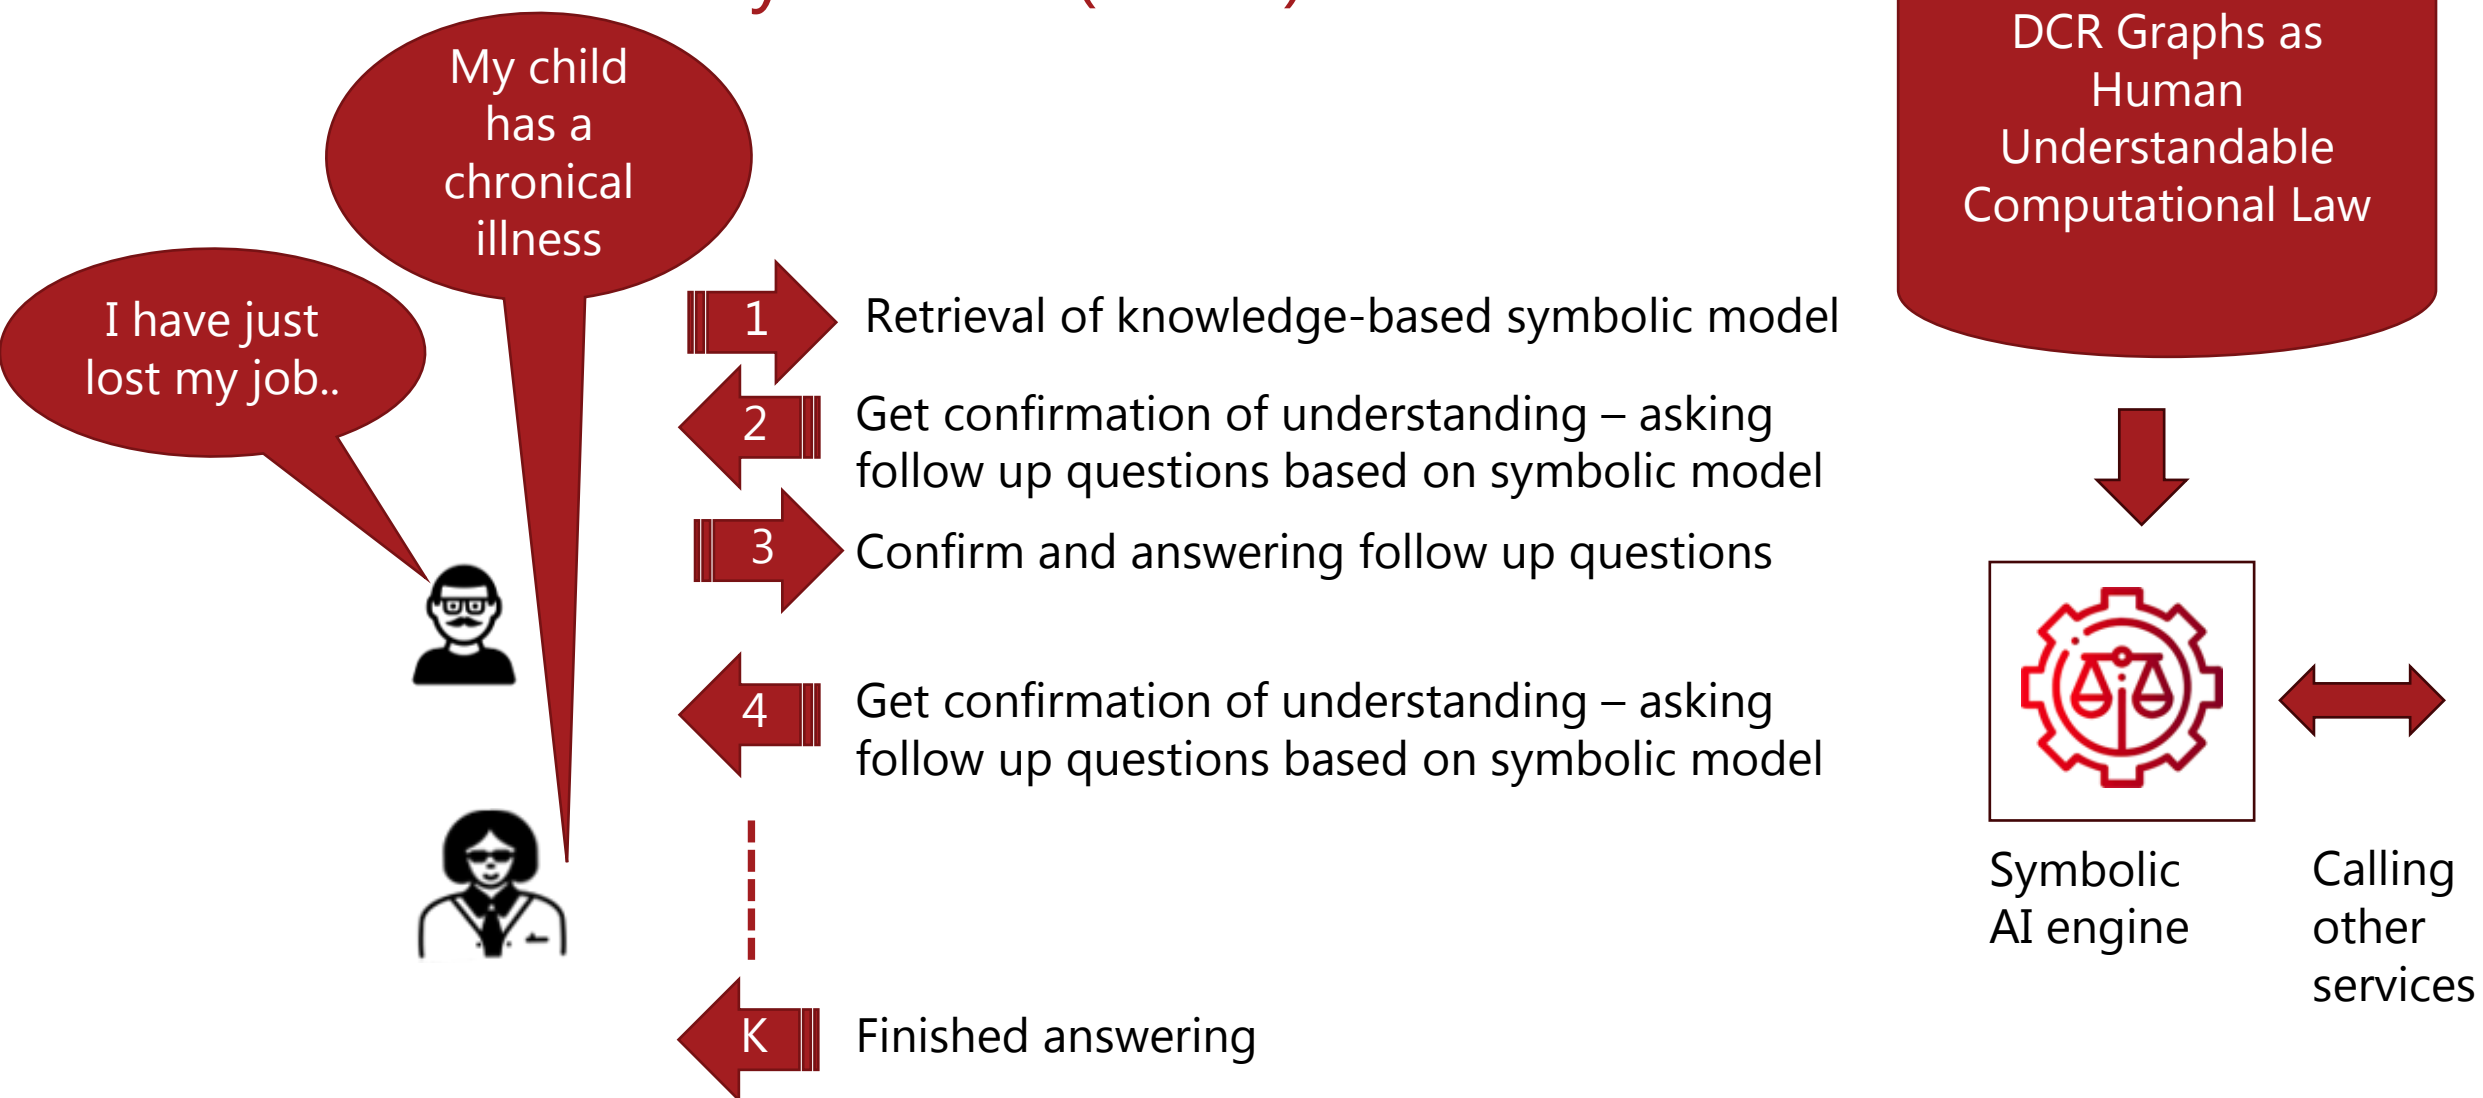 My child
has a
chronical
illness
I have just
lost my job..
1
Retrieval of knowledge-based symbolic model
2
Get confirmation of understanding – asking
follow up questions based on symbolic model
3
Confirm and answering follow up questions
4
Get confirmation of understanding – asking
follow up questions based on symbolic model
K
Finished answering
DCR Graphs as
Human
Understandable
Computational Law
Symbolic
AI engine
Calling
other
services